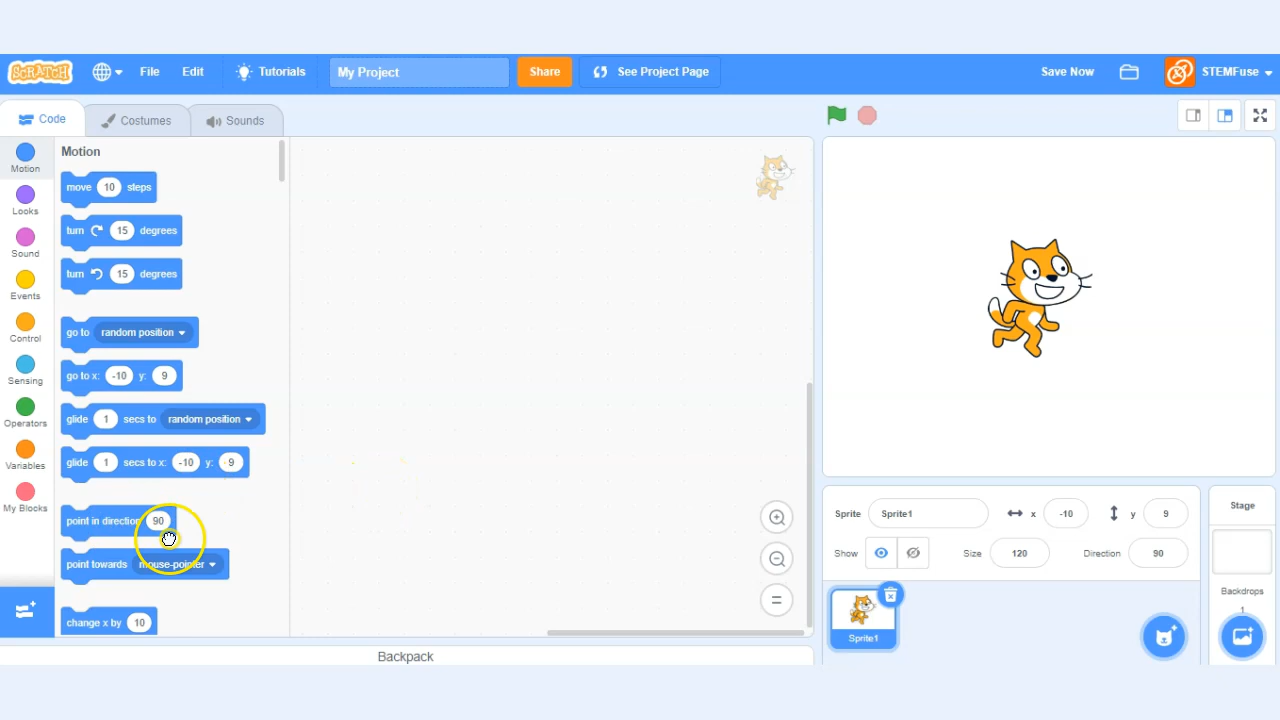 SCRATCH File Edit Tutorials My Project Share See Project Page Save Now STEMFuse
Code Costumes Sounds
Motion
Looks
Sound
Events
Control
Sensing
Operators
Variables
My Blocks
Motion
move 10 steps
turn 15 degrees
turn 15 degrees
go to random position
go to x: -10 y: 9
glide 1 secs to random position
glide 1 secs to x: -10 y: 9
point in direction 90
point towards mouse-pointer
change x by 10
Backpack
Sprite Sprite1 x -10 y 9
Show Size 120 Direction 90
Sprite1
Stage
Backdrops
1